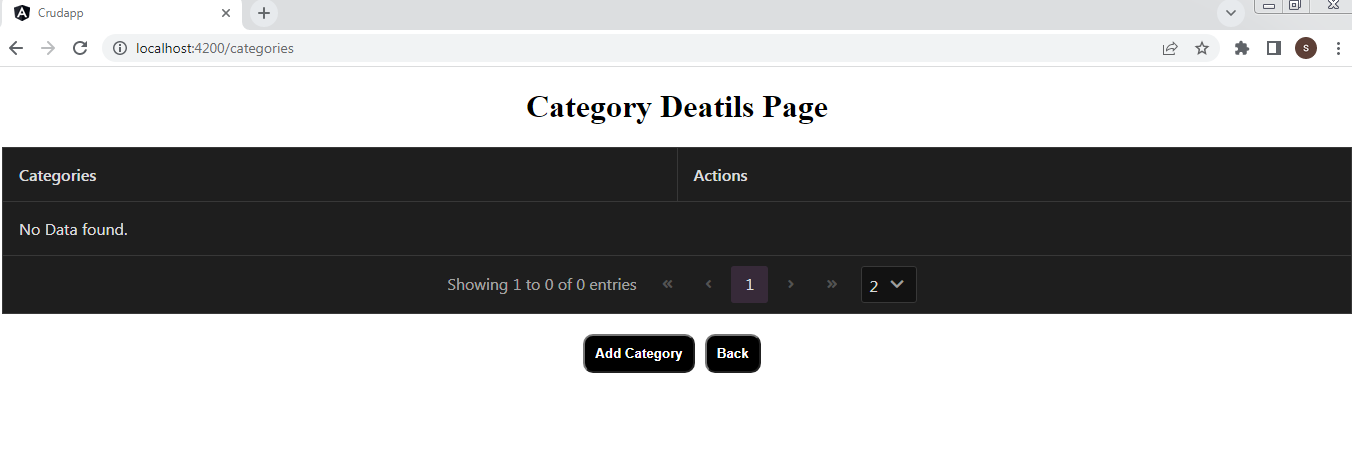 Crudapp
localhost:4200/categories
S
Category Deatils Page
Categories Actions
No Data found.
Showing 1 to 0 of 0 entries « ‹ 1 › » 2
Add Category Back